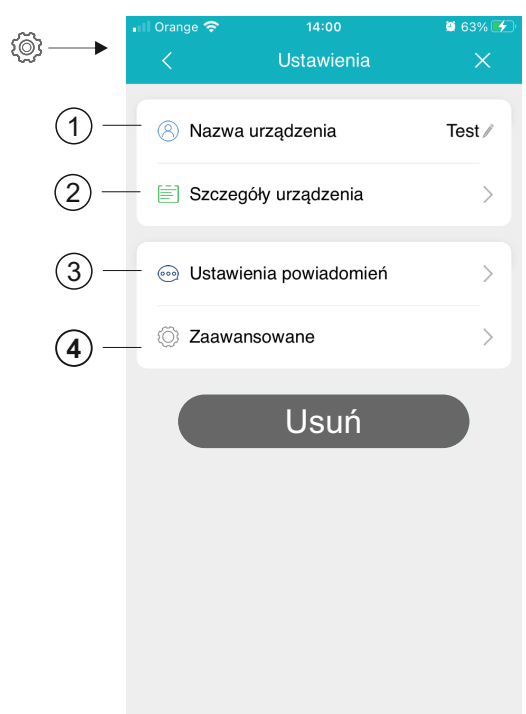 Orange 14:00 63%
Ustawienia
1 Nazwa urządzenia Test
2 Szczegóły urządzenia
3 Ustawienia powiadomień
4 Zaawansowane
Usuń